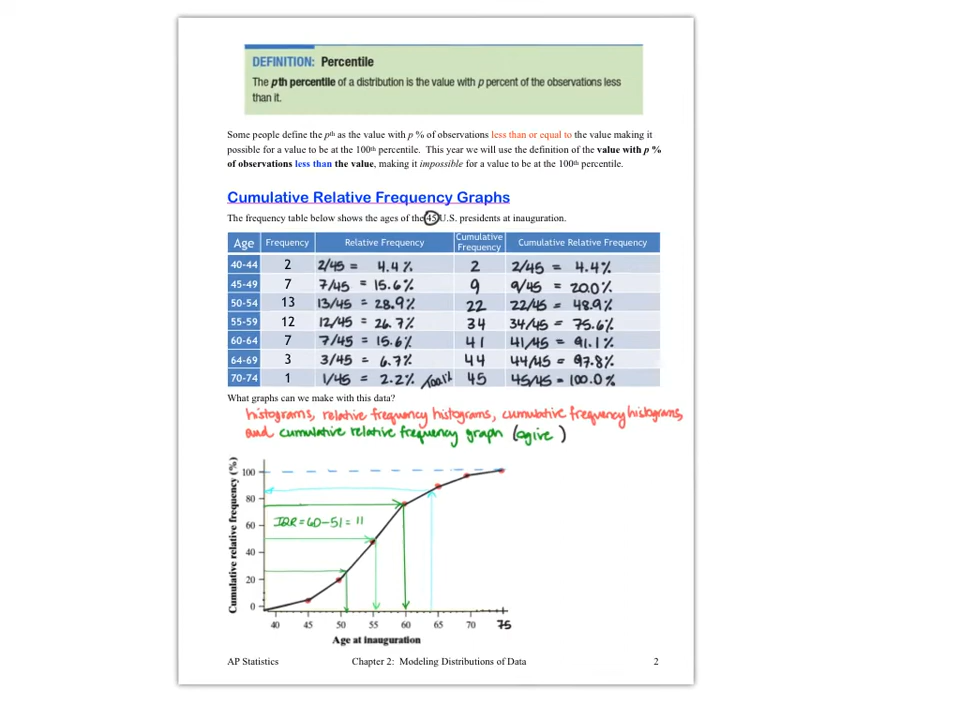 DEFINITION: Percentile
The pth percentile of a distribution is the value with p percent of the observations less
than it.
Some people define the pth as the value with p % of observations less than or equal to the value making it
possible for a value to be at the 100th percentile. This year we will use the definition of the value with p %
of observations less than the value, making it impossible for a value to be at the 100th percentile.
Cumulative Relative Frequency Graphs
The frequency table below shows the ages of the 45 U.S. presidents at inauguration.
Age Frequency Relative Frequency Cumulative Frequency Cumulative Relative Frequency
40-44 2 2/45 = 4.4% 2 2/45 = 4.4%
45-49 7 7/45 = 15.6% 9 9/45 = 20.0%
50-54 13 13/45 = 28.9% 22 22/45 = 48.9%
55-59 12 12/45 = 26.7% 34 34/45 = 75.6%
60-64 7 7/45 = 15.6% 41 41/45 = 91.1%
64-69 3 3/45 = 6.7% 44 44/45 = 97.8%
70-74 1 1/45 = 2.2% 45 45/45 = 100.0%
What graphs can we make with this data?
histograms, relative frequency histograms, cumulative frequency histograms,
and cumulative relative frequency graph (ogive)
Cumulative relative frequency (%)
100
80
60
40
20
0
IQR = 60-51 = 11
40 45 50 55 60 65 70 75
Age at inauguration
AP Statistics Chapter 2: Modeling Distributions of Data 2